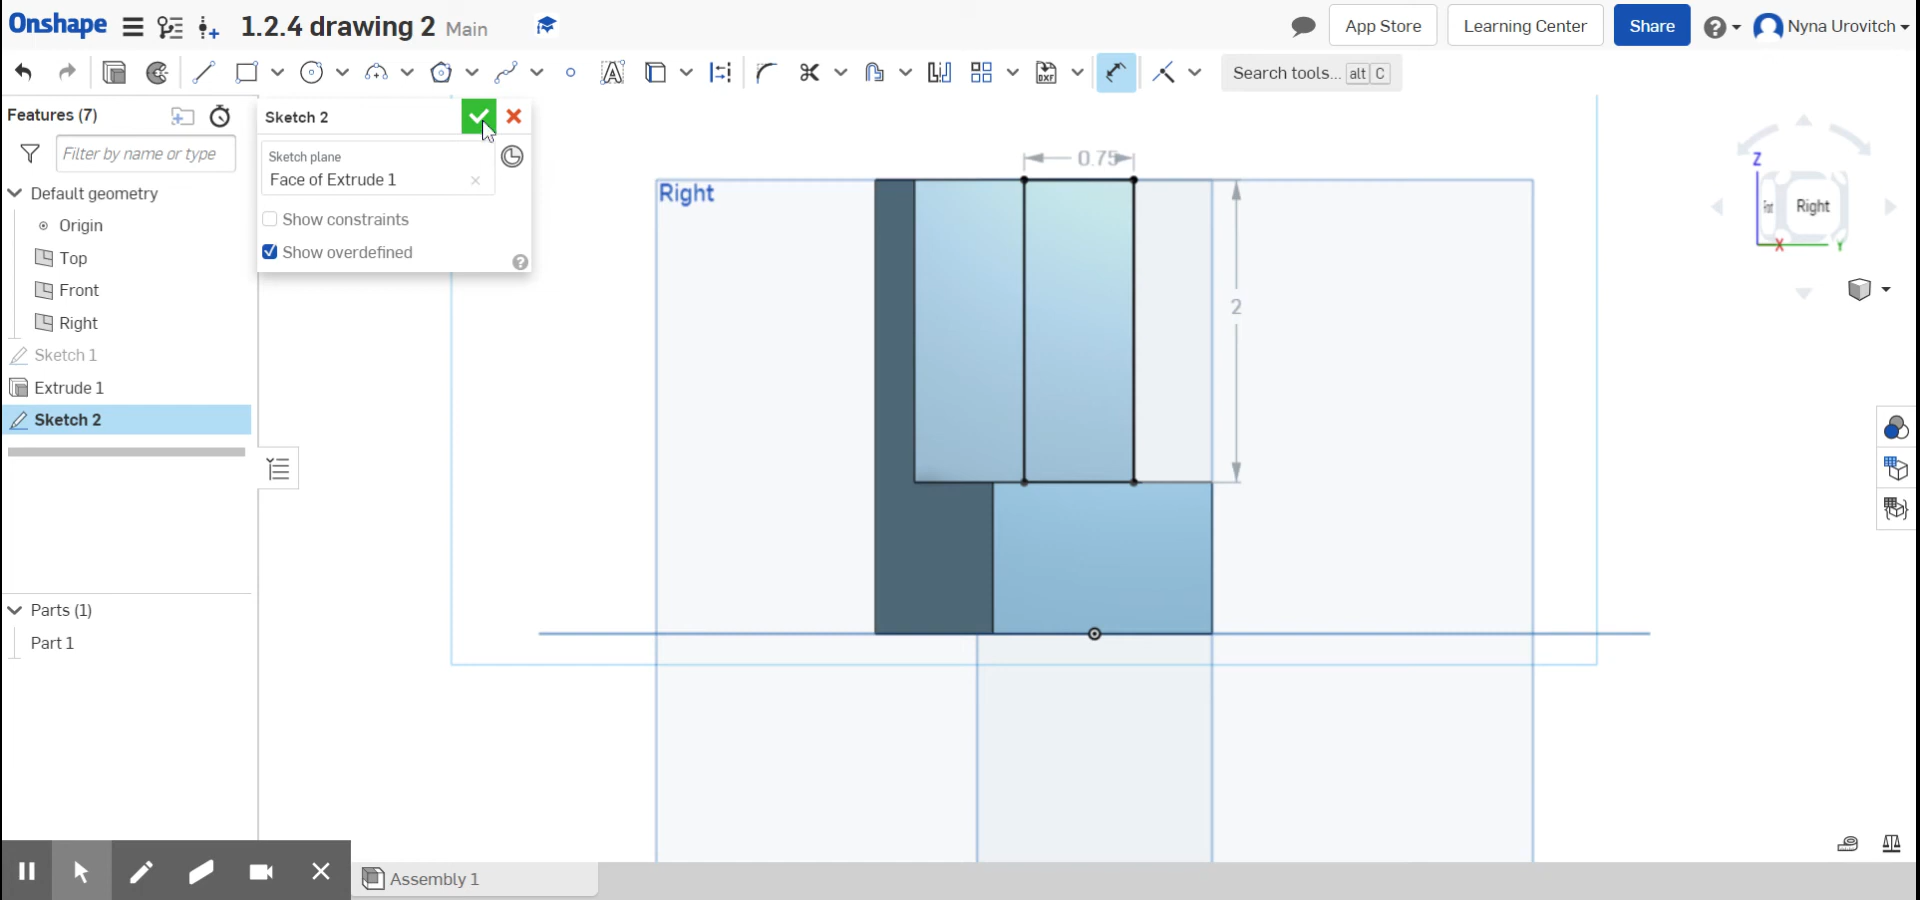 Onshape 1.2.4 drawing 2 Main App Store Learning Center Share ? Nyna Urovitch
Search tools... alt C
Features (7)
Filter by name or type
Default geometry
Origin
Top
Front
Right
Sketch 1
Extrude 1
Sketch 2
Parts (1)
Part 1
Sketch 2
Sketch plane
Face of Extrude 1
Show constraints
Show overdefined
?
Right
0.75
2
Z
Right
X
Y
Assembly 1